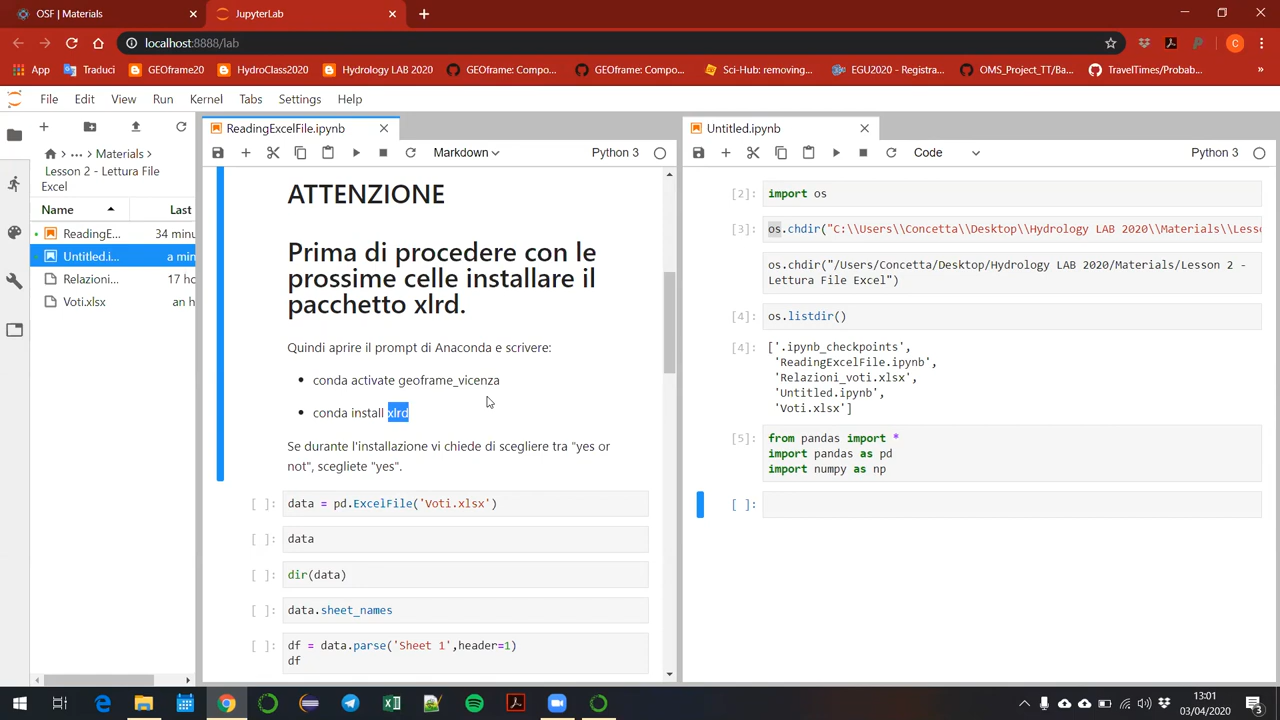 OSF | Materials
JupyterLab
localhost:8888/lab
App
Traduci
GEOframe20
HydroClass2020
Hydrology LAB 2020
GEOframe: Compo...
GEOframe: Compo...
Sci-Hub: removing...
EGU2020 - Registra...
OMS_Project_TT/Ba...
TravelTimes/Probab...
»
C
File Edit View Run Kernel Tabs Settings Help
... Materials
Lesson 2 - Lettura File
Excel
Name Last
ReadingE... 34 minu
Untitled.i... a min
Relazioni... 17 ho
Voti.xlsx an h
ReadingExcelFile.ipynb
Markdown Python 3
ATTENZIONE
Prima di procedere con le
prossime celle installare il
pacchetto xlrd.
Quindi aprire il prompt di Anaconda e scrivere:
• conda activate geoframe_vicenza
• conda install xlrd
Se durante l'installazione vi chiede di scegliere tra "yes or
not", scegliete "yes".
[ ]: data = pd.ExcelFile('Voti.xlsx')
[ ]: data
[ ]: dir(data)
[ ]: data.sheet_names
[ ]: df = data.parse('Sheet 1',header=1)
df
Untitled.ipynb
Code Python 3
[2]: import os
[3]: os.chdir("C:\\Users\\Concetta\\Desktop\\Hydrology LAB 2020\\Materials\\Lesso
os.chdir("/Users/Concetta/Desktop/Hydrology LAB 2020/Materials/Lesson 2 -
Lettura File Excel")
[4]: os.listdir()
[4]: ['.ipynb_checkpoints',
'ReadingExcelFile.ipynb',
'Relazioni_voti.xlsx',
'Untitled.ipynb',
'Voti.xlsx']
[5]: from pandas import *
import pandas as pd
import numpy as np
[ ]:
13:01
03/04/2020
3